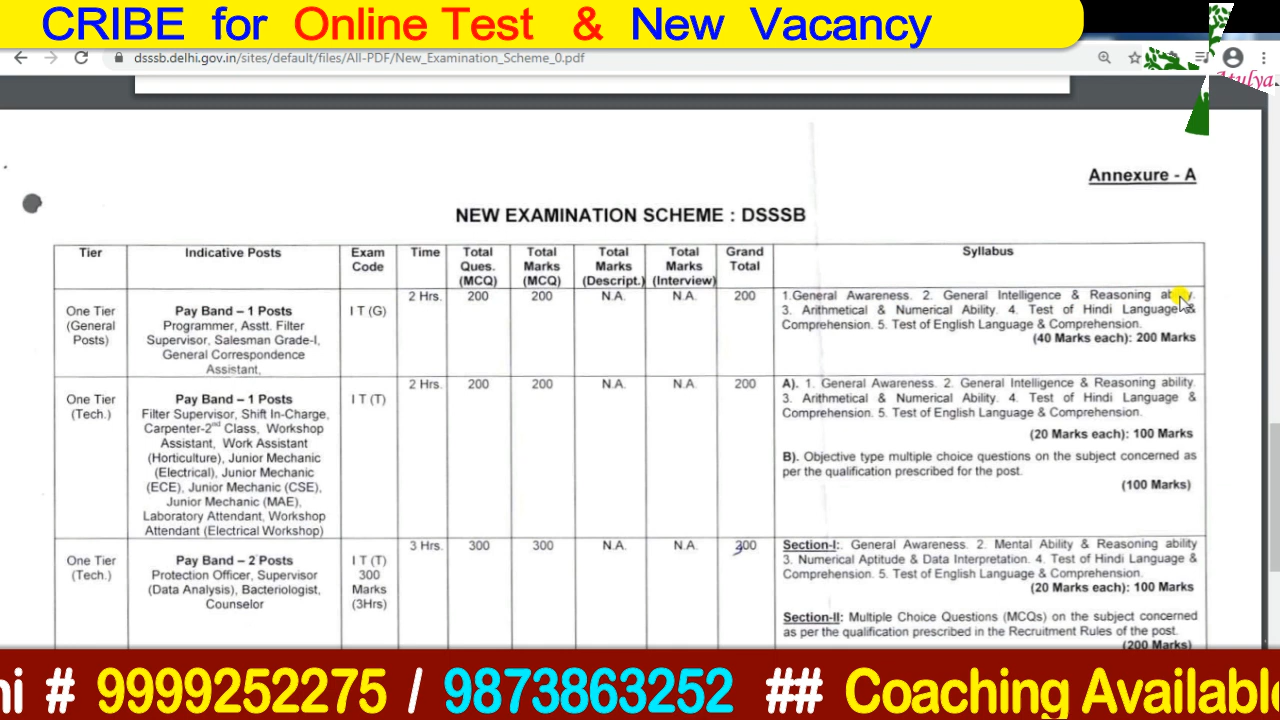 CRIBE for Online Test & New Vacancy
dsssb.delhi.gov.in/sites/default/files/All-PDF/New_Examination_Scheme_0.pdf
Atulya
Annexure - A
NEW EXAMINATION SCHEME : DSSSB
Tier Indicative Posts Exam Code Time Total Ques. (MCQ) Total Marks (MCQ) Total Marks (Descript.) Total Marks (Interview) Grand Total Syllabus
One Tier (General Posts)
Pay Band – 1 Posts
Programmer, Asstt. Filter
Supervisor, Salesman Grade-I,
General Correspondence
Assistant,
I T (G) 2 Hrs. 200 200 N.A. N.A. 200
1.General Awareness. 2. General Intelligence & Reasoning
3. Arithmetical & Numerical Ability. 4. Test of Hindi Language &
Comprehension. 5. Test of English Language & Comprehension.
(40 Marks each): 200 Marks
One Tier (Tech.)
Pay Band – 1 Posts
Filter Supervisor, Shift In-Charge,
Carpenter-2nd Class, Workshop
Assistant, Work Assistant
(Horticulture), Junior Mechanic
(Electrical), Junior Mechanic
(ECE), Junior Mechanic (CSE),
Junior Mechanic (MAE),
Laboratory Attendant, Workshop
Attendant (Electrical Workshop)
I T (T) 2 Hrs. 200 200 N.A. N.A. 200
A). 1. General Awareness. 2. General Intelligence & Reasoning ability.
3. Arithmetical & Numerical Ability. 4. Test of Hindi Language &
Comprehension. 5. Test of English Language & Comprehension.
(20 Marks each): 100 Marks
B). Objective type multiple choice questions on the subject concerned as
per the qualification prescribed for the post.
(100 Marks)
One Tier (Tech.)
Pay Band – 2 Posts
Protection Officer, Supervisor
(Data Analysis), Bacteriologist,
Counselor
I T (T) 300 Marks (3Hrs) 3 Hrs. 300 300 N.A. N.A. 300
Section-I:. General Awareness. 2. Mental Ability & Reasoning ability
3. Numerical Aptitude & Data Interpretation. 4. Test of Hindi Language &
Comprehension. 5. Test of English Language & Comprehension.
(20 Marks each): 100 Marks
Section-II: Multiple Choice Questions (MCQs) on the subject concerned
as per the qualification prescribed in the Recruitment Rules of the post.
(200 Marks)
# 9999252275 / 9873863252 ## Coaching Available